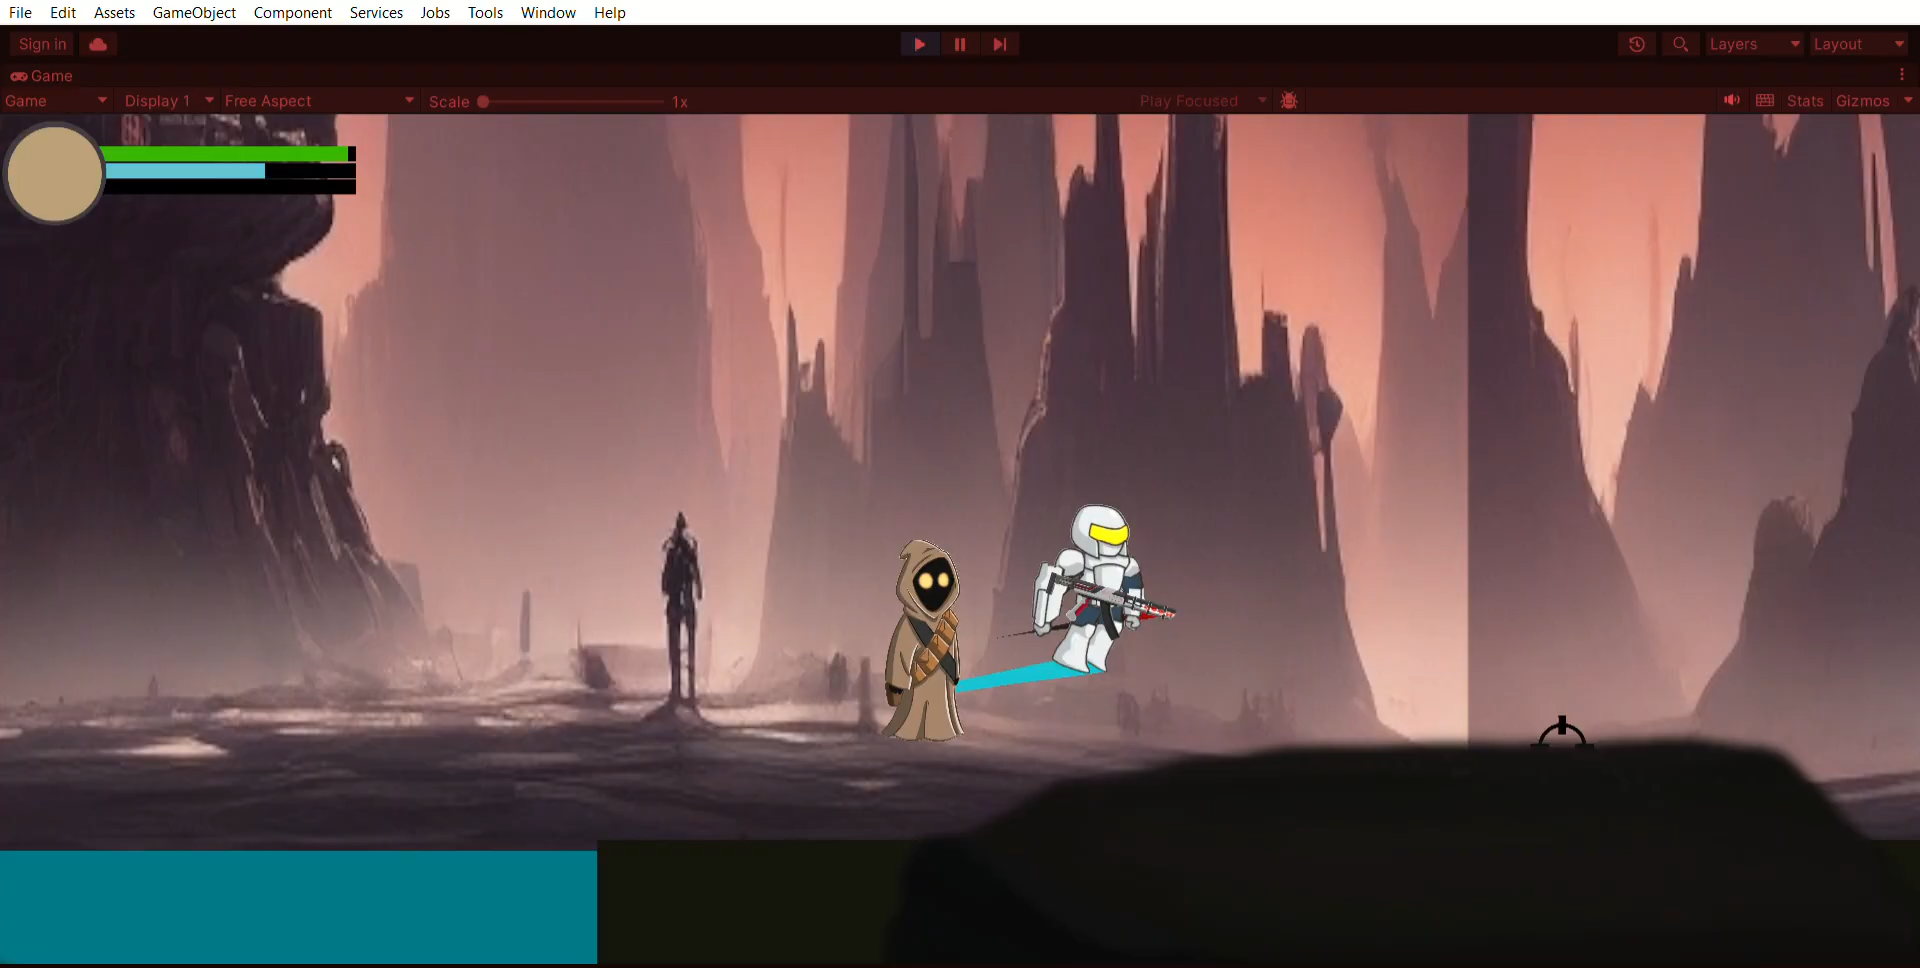 File Edit Assets GameObject Component Services Jobs Tools Window Help
Sign in Layers Layout
Game
Game Display 1 Free Aspect Scale 1x Play Focused Stats Gizmos